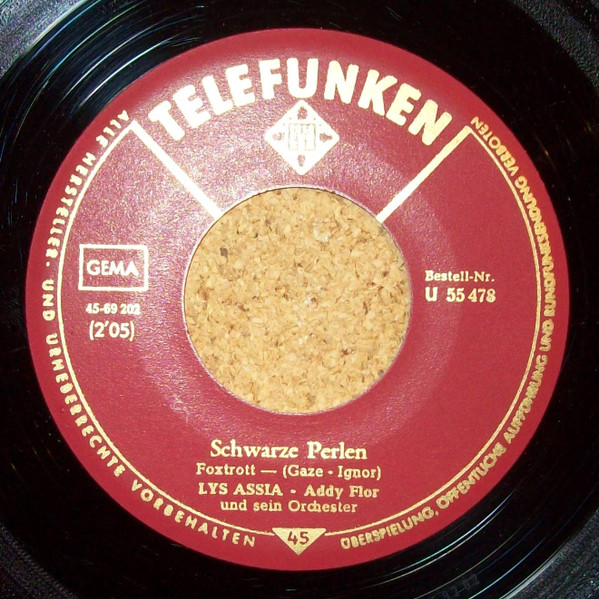 TELEFUNKEN
GEMA
45-69 202
(2'05)
Bestell-Nr.
U 55 478
Schwarze Perlen
Foxtrott — (Gaze - Ignor)
LYS ASSIA - Addy Flor
und sein Orchester
45
ALLE HERSTELLER- UND URHEBERRECHTE VORBEHALTEN
ÜBERSPIELUNG, ÖFFENTLICHE AUFFÜHRUNG UND RUNDFUNKSENDUNG VERBOTEN